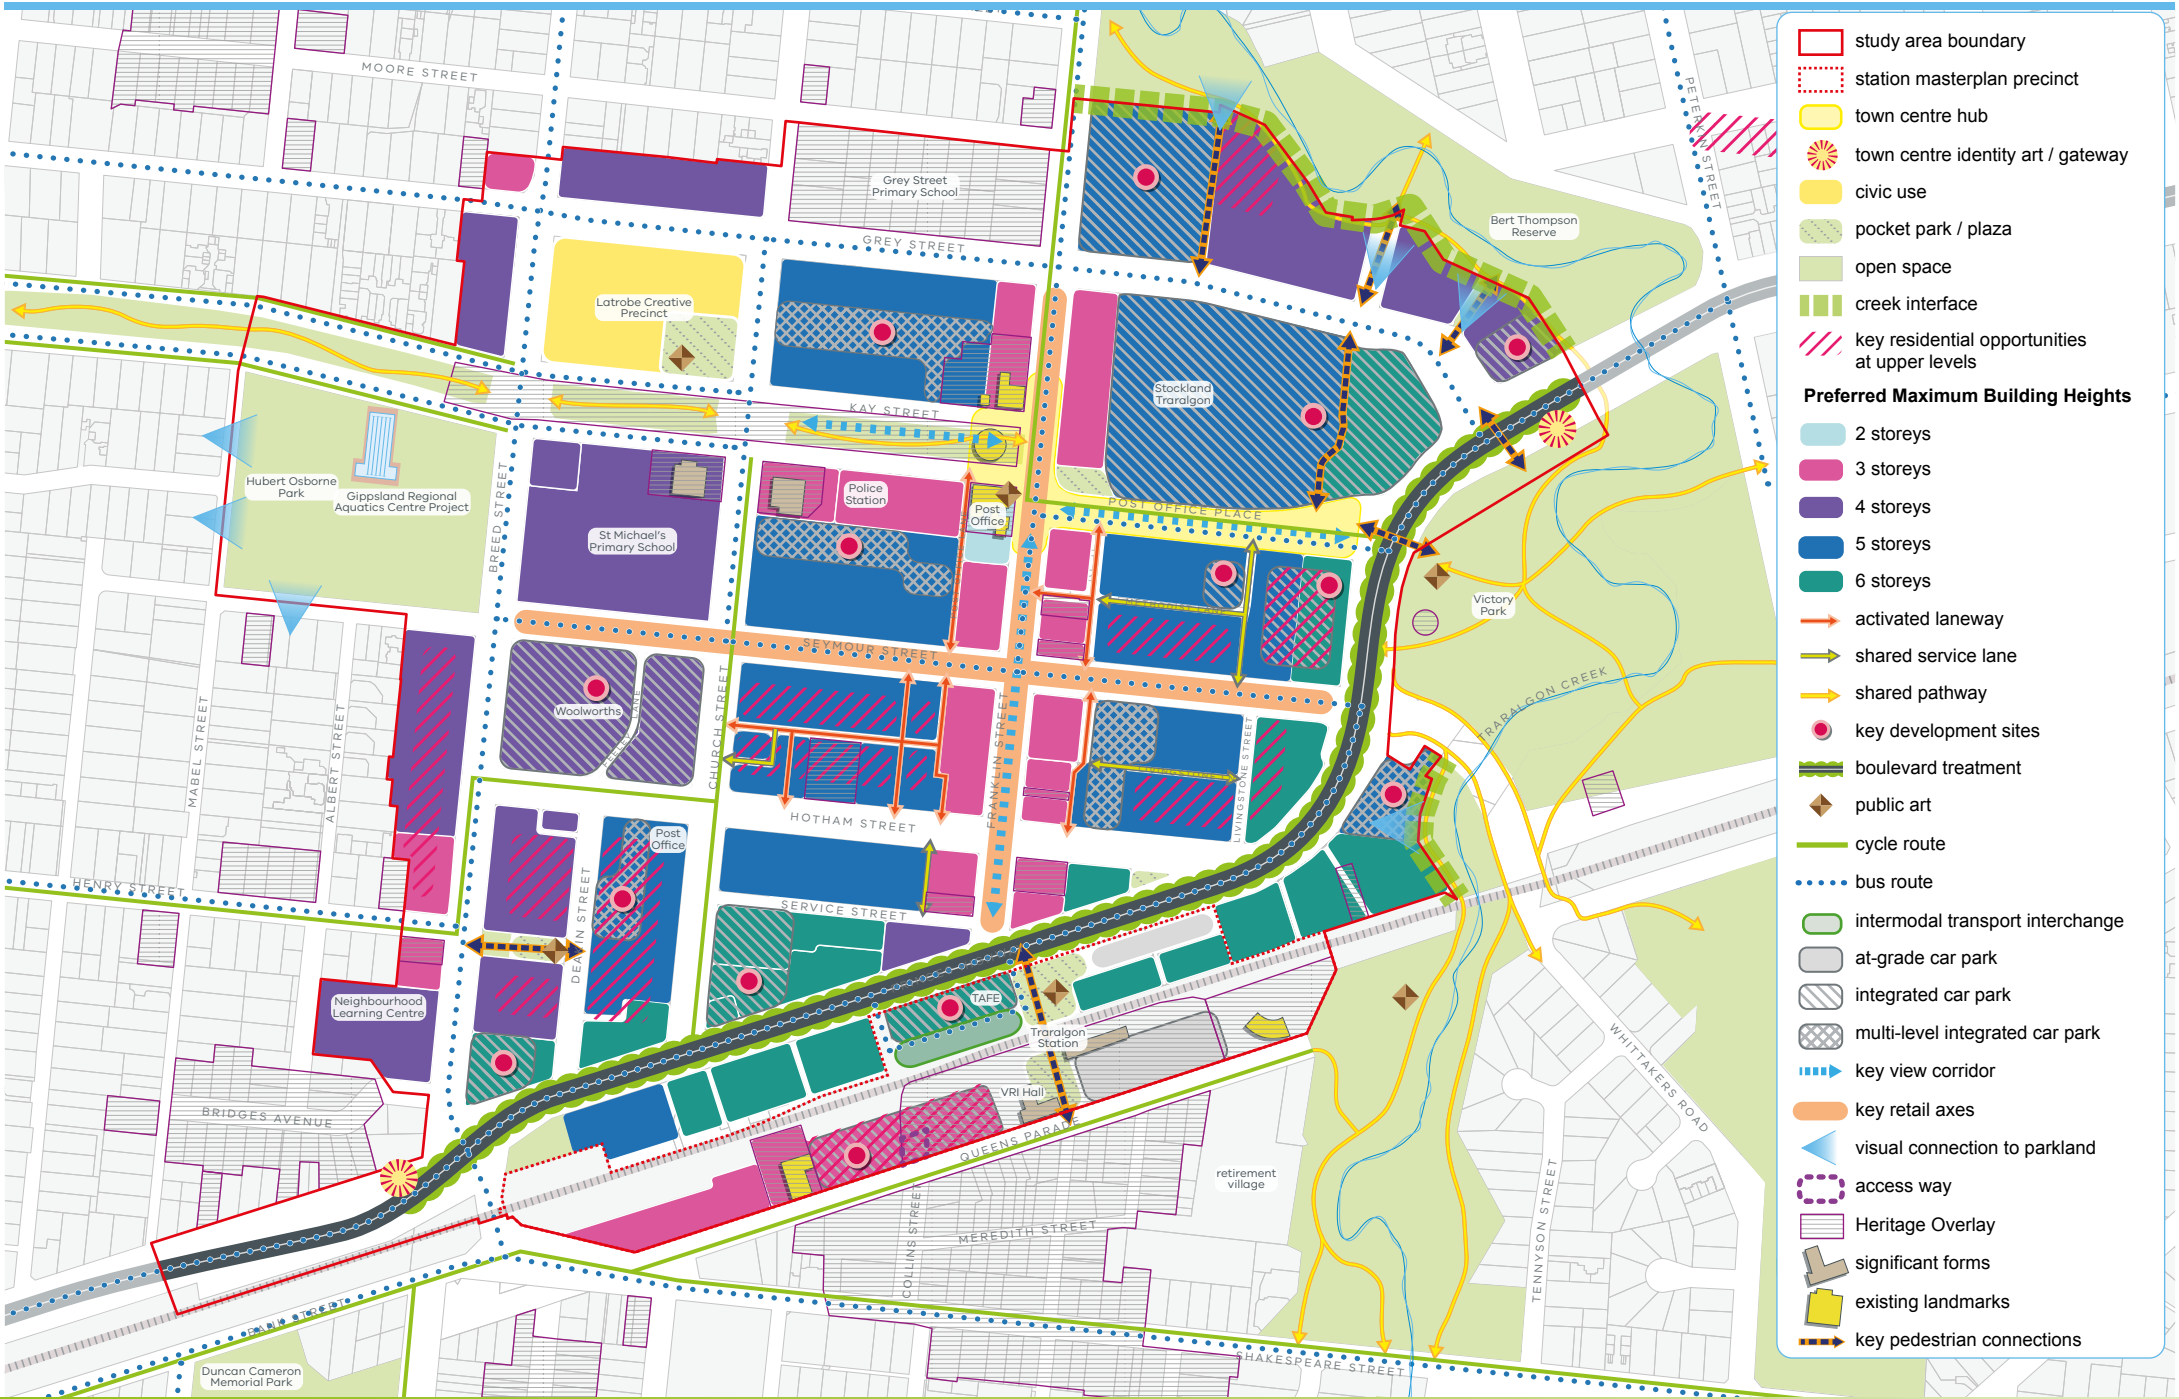 MOORE STREET
PETERKIN STREET
Grey Street
Primary School
GREY STREET
Bert Thompson
Reserve
Latrobe Creative
Precinct
Stockland
Traralgon
KAY STREET
Hubert Osborne
Park
Gippsland Regional
Aquatics Centre Project
BREED STREET
St Michael's
Primary School
Police
Station
Post
Office
POST OFFICE PLACE
Victory
Park
SEYMOUR STREET
TRARALGON CREEK
Woolworths
CHURCH STREET
FRANKLIN STREET
LIVINGSTONE STREET
MABEL STREET
ALBERT STREET
HOTHAM STREET
Post
Office
HENRY STREET
DEAKIN STREET
SERVICE STREET
Neighbourhood
Learning Centre
TAFE
Traralgon
Station
VRI Hall
BRIDGES AVENUE
QUEENS PARADE
WHITTAKERS ROAD
retirement
village
COLLINS STREET
MEREDITH STREET
TENNYSON STREET
BANK STREET
SHAKESPEARE STREET
Duncan Cameron
Memorial Park
study area boundary
station masterplan precinct
town centre hub
town centre identity art / gateway
civic use
pocket park / plaza
open space
creek interface
key residential opportunities
at upper levels
Preferred Maximum Building Heights
2 storeys
3 storeys
4 storeys
5 storeys
6 storeys
activated laneway
shared service lane
shared pathway
key development sites
boulevard treatment
public art
cycle route
bus route
intermodal transport interchange
at-grade car park
integrated car park
multi-level integrated car park
key view corridor
key retail axes
visual connection to parkland
access way
Heritage Overlay
significant forms
existing landmarks
key pedestrian connections